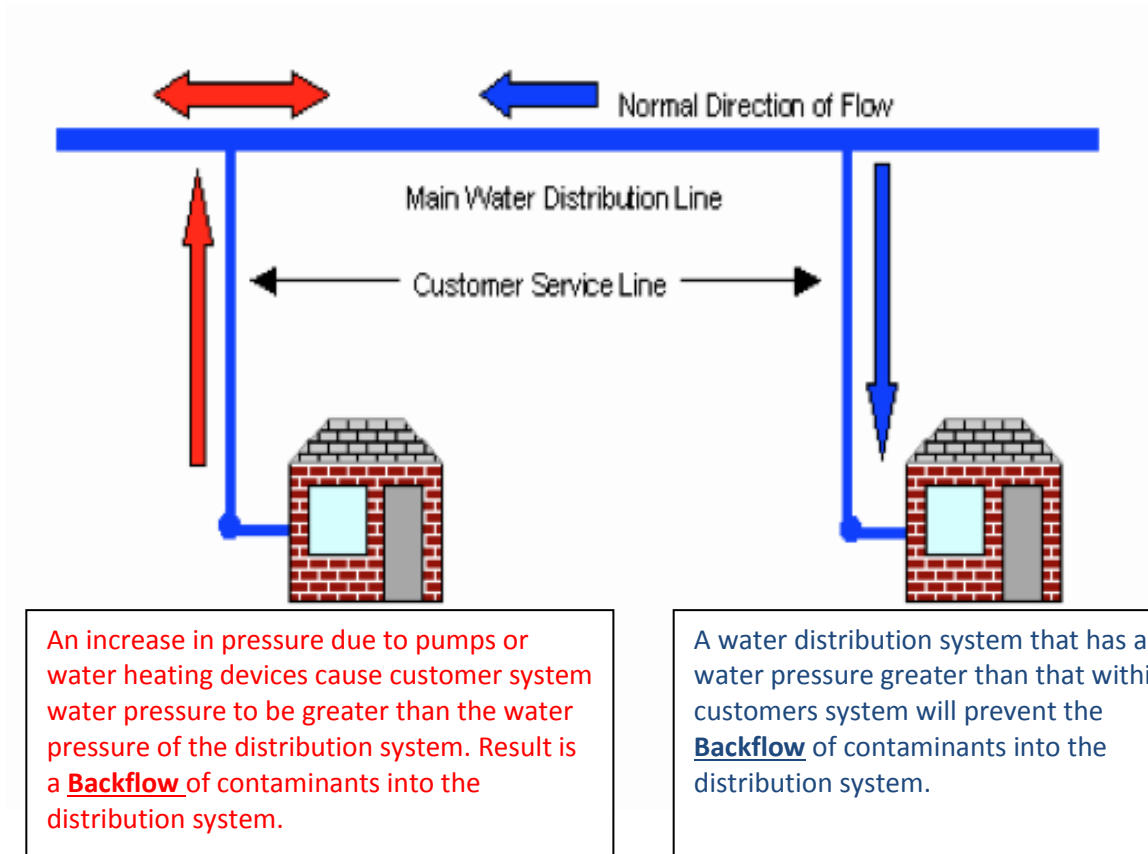 Normal Direction of Flow
Main Water Distribution Line
Customer Service Line
An increase in pressure due to pumps or
water heating devices cause customer system
water pressure to be greater than the water
pressure of the distribution system. Result is
a Backflow of contaminants into the
distribution system.
A water distribution system that has a
water pressure greater than that withi
customers system will prevent the
Backflow of contaminants into the
distribution system.